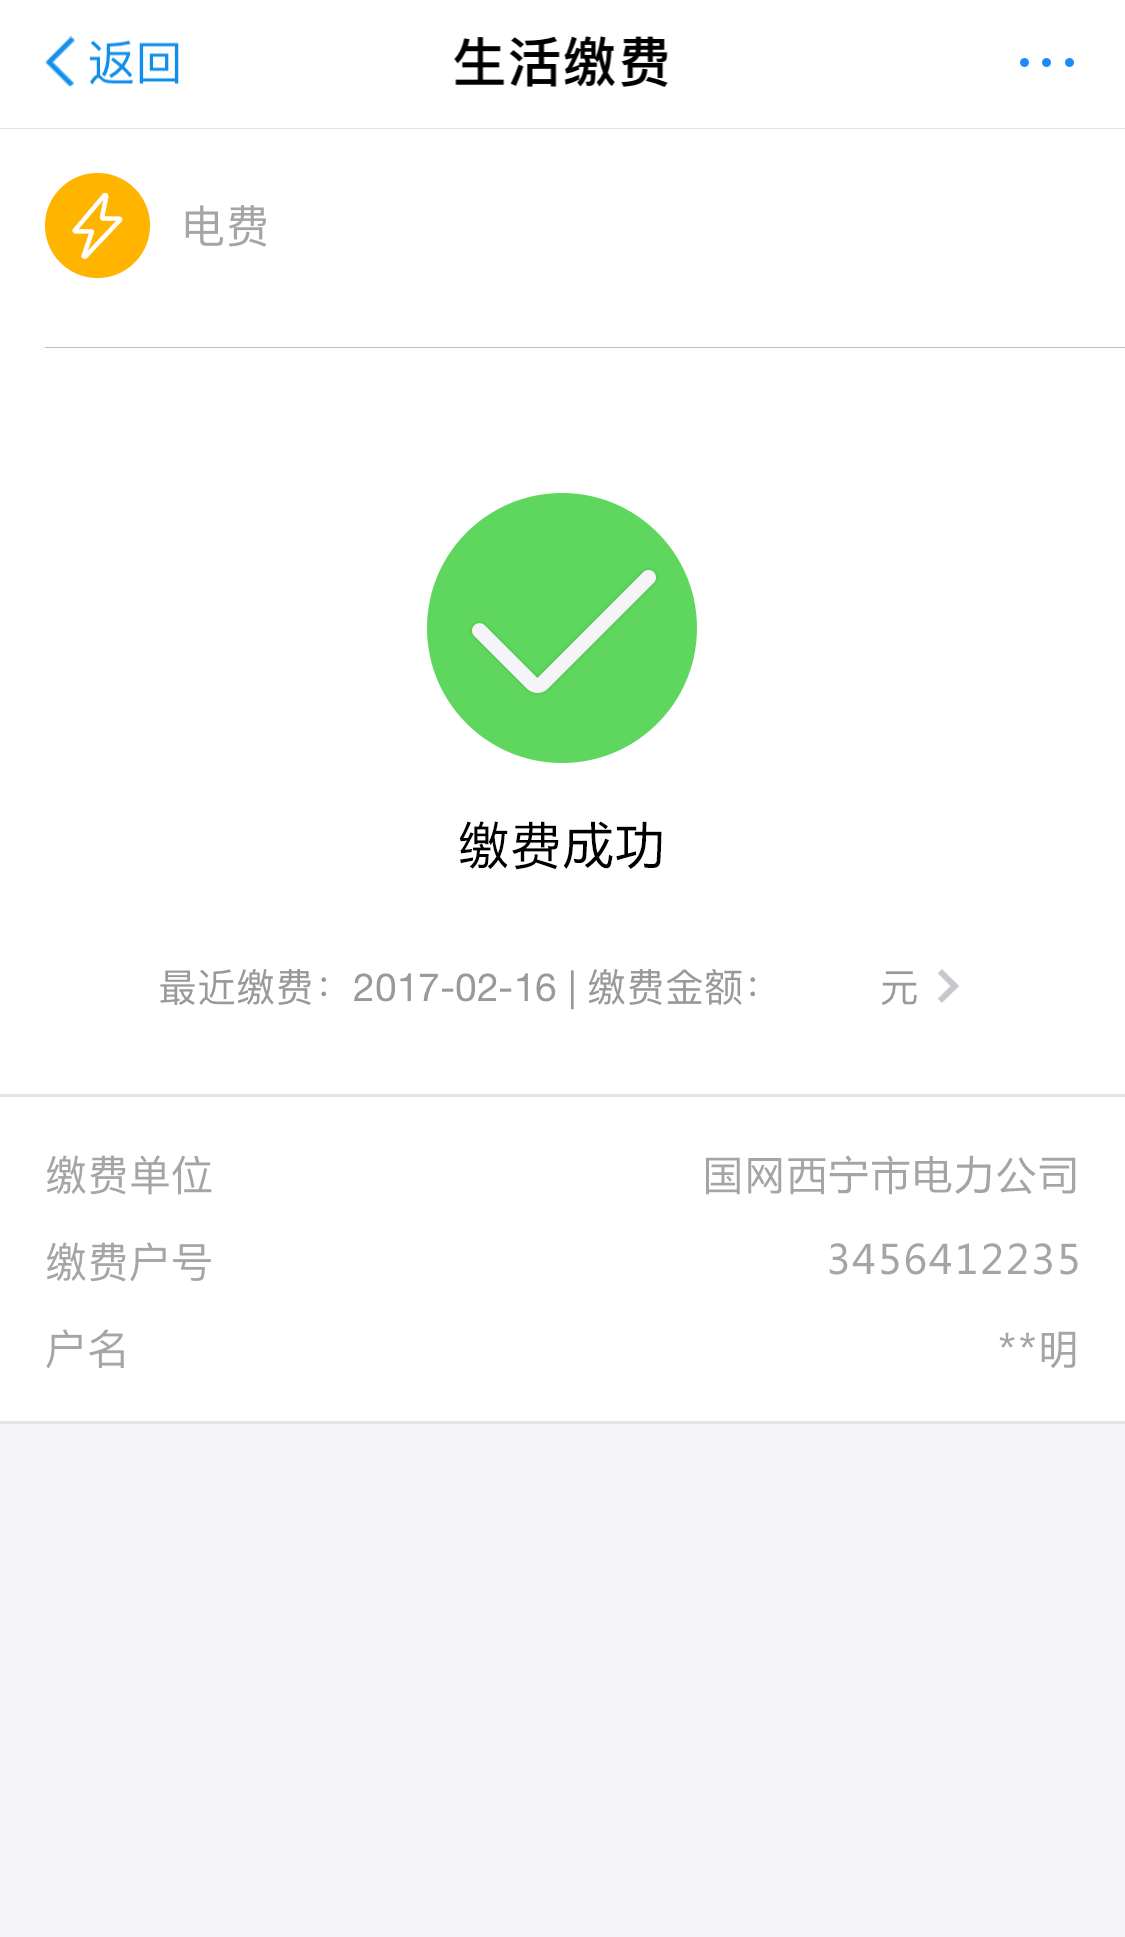 返回 生活缴费
电费
缴费成功
最近缴费：2017-02-16 | 缴费金额： 元
缴费单位 国网西宁市电力公司
缴费户号 3456412235
户名 **明